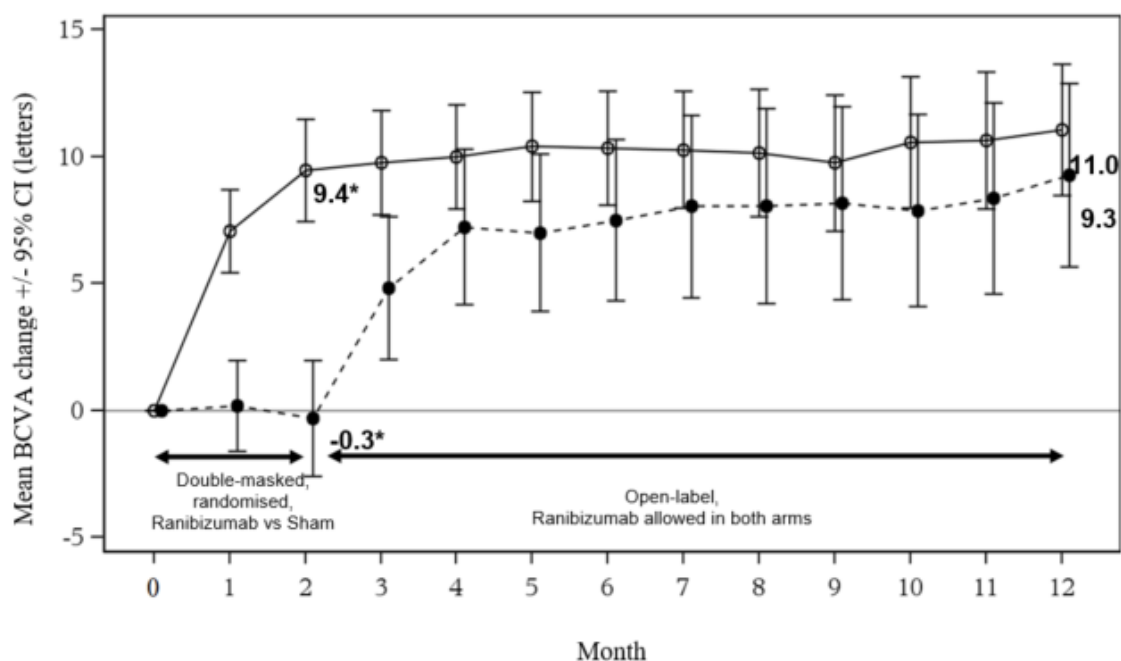 Mean BCVA change +/- 95% CI (letters)
15
10
5
0
-5
9.4*
-0.3*
11.0
9.3
Double-masked,
randomised,
Ranibizumab vs Sham
Open-label,
Ranibizumab allowed in both arms
0 1 2 3 4 5 6 7 8 9 10 11 12
Month